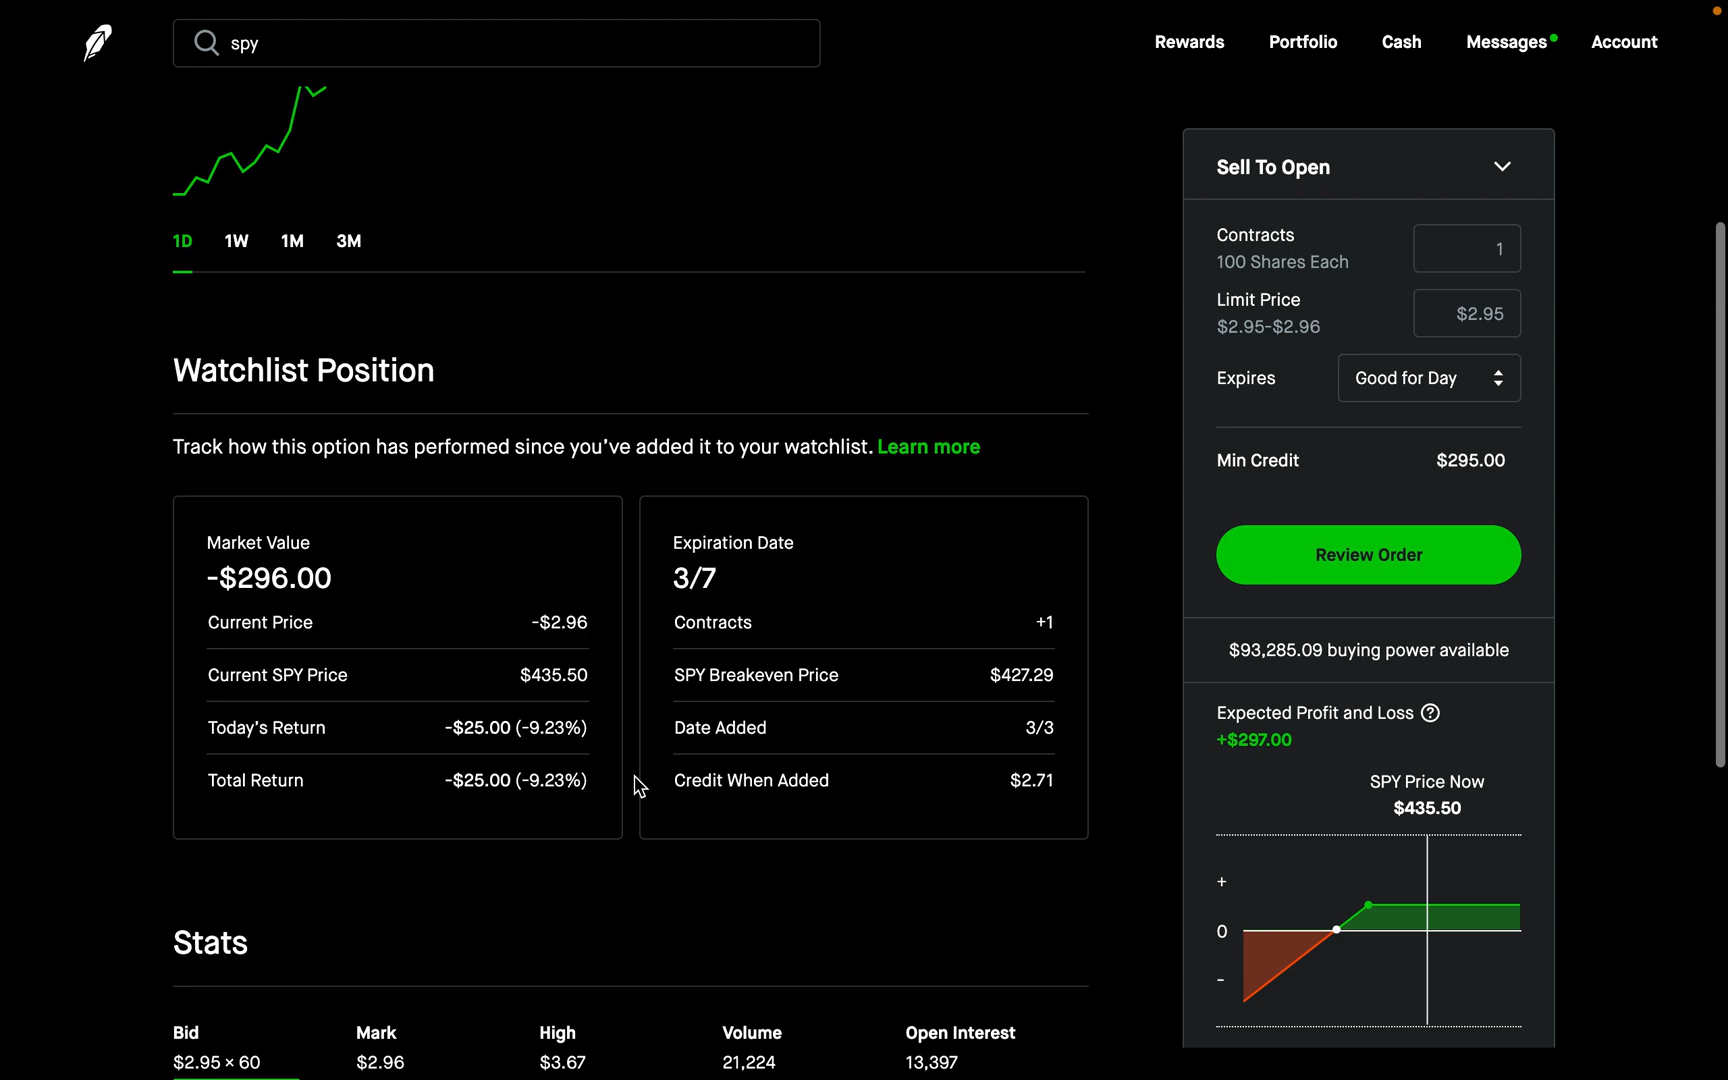 spy
Rewards Portfolio Cash Messages Account
1D 1W 1M 3M
Watchlist Position
Track how this option has performed since you've added it to your watchlist. Learn more
Market Value
-$296.00
Current Price -$2.96
Current SPY Price $435.50
Today's Return -$25.00 (-9.23%)
Total Return -$25.00 (-9.23%)
Expiration Date
3/7
Contracts +1
SPY Breakeven Price $427.29
Date Added 3/3
Credit When Added $2.71
Stats
Bid Mark High Volume Open Interest
$2.95 × 60 $2.96 $3.67 21,224 13,397
Sell To Open
Contracts 1
100 Shares Each
Limit Price $2.95
$2.95-$2.96
Expires Good for Day
Min Credit $295.00
Review Order
$93,285.09 buying power available
Expected Profit and Loss ?
+$297.00
SPY Price Now
$435.50
+
0
-